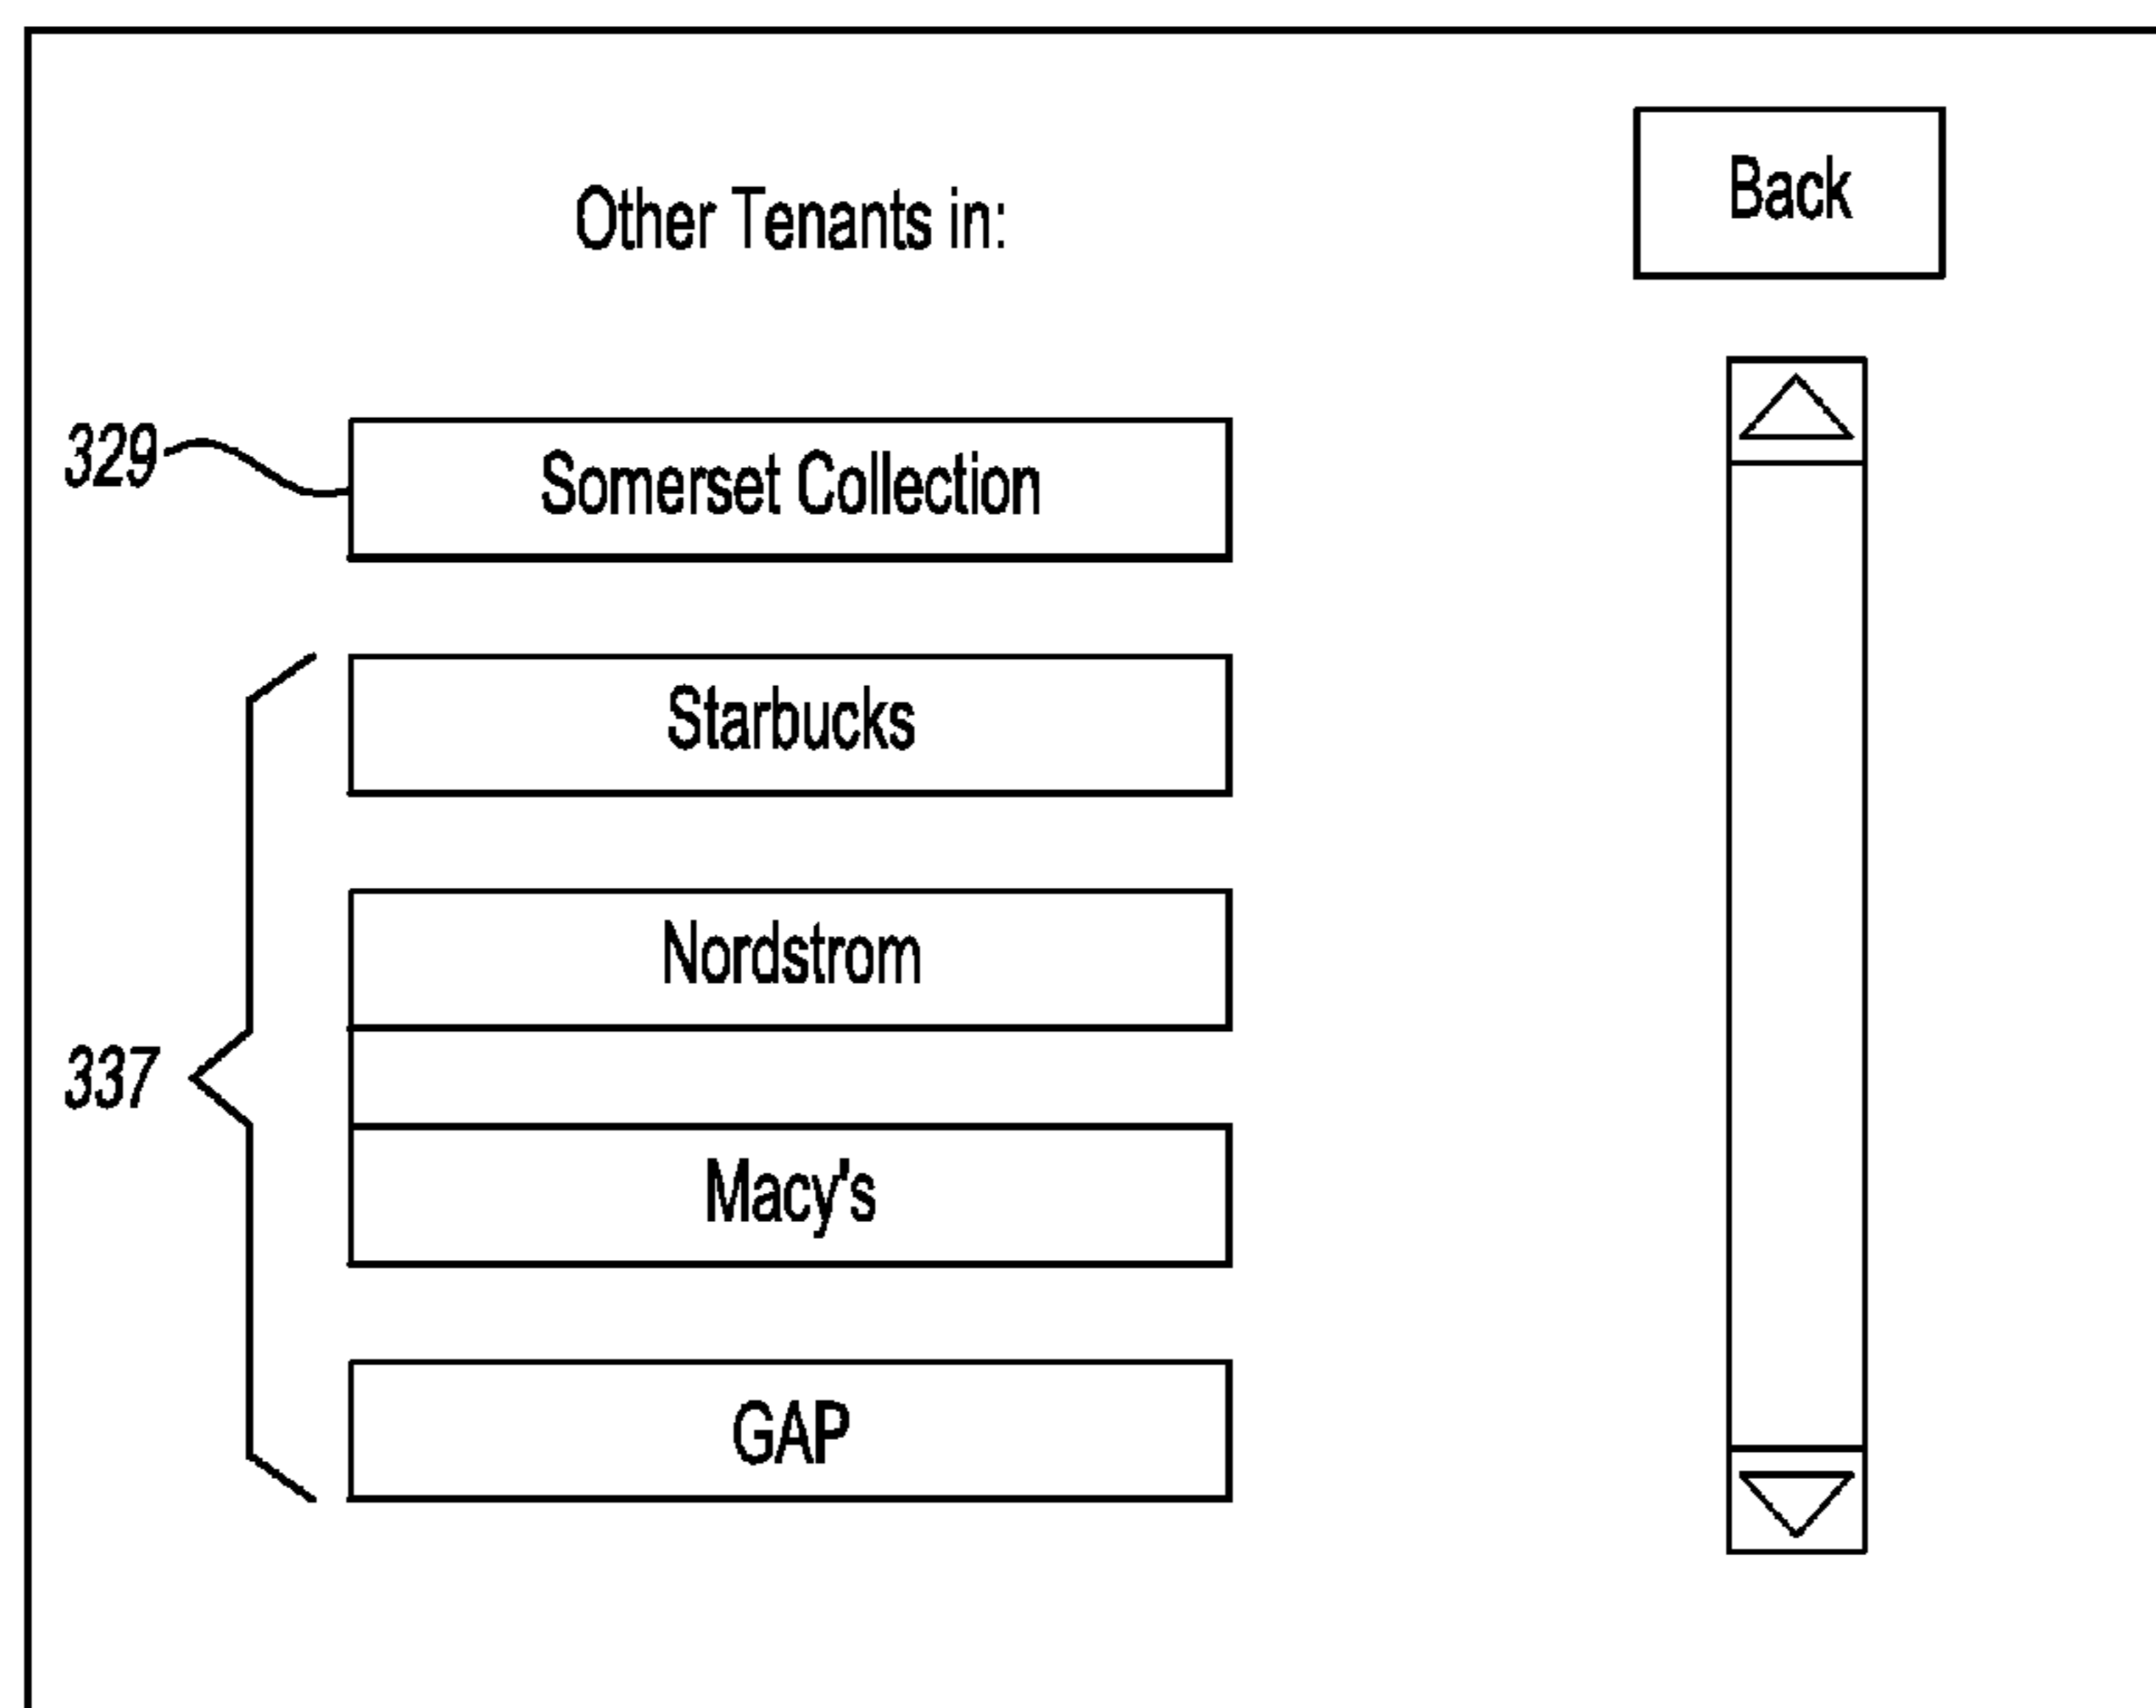 Other Tenants in:
Back
329
Somerset Collection
Starbucks
Nordstrom
337
Macy's
GAP